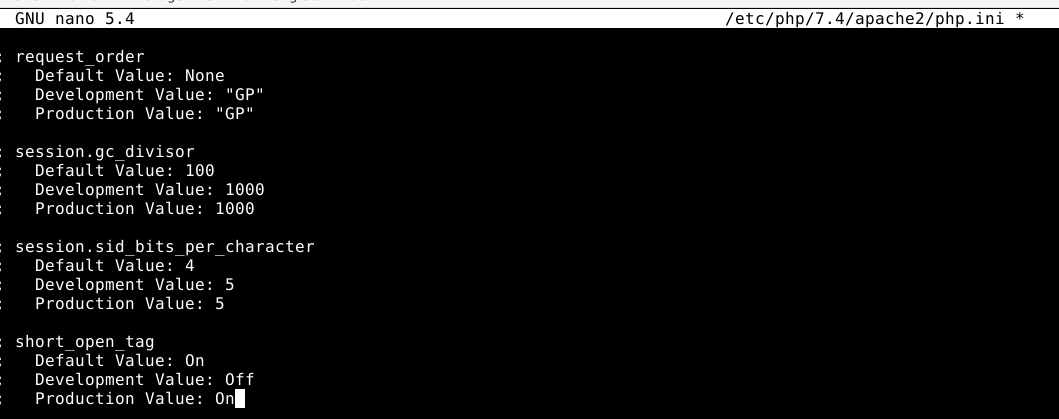 GNU nano 5.4 /etc/php/7.4/apache2/php.ini *
; request_order
;   Default Value: None
;   Development Value: "GP"
;   Production Value: "GP"
; session.gc_divisor
;   Default Value: 100
;   Development Value: 1000
;   Production Value: 1000
; session.sid_bits_per_character
;   Default Value: 4
;   Development Value: 5
;   Production Value: 5
; short_open_tag
;   Default Value: On
;   Development Value: Off
;   Production Value: On